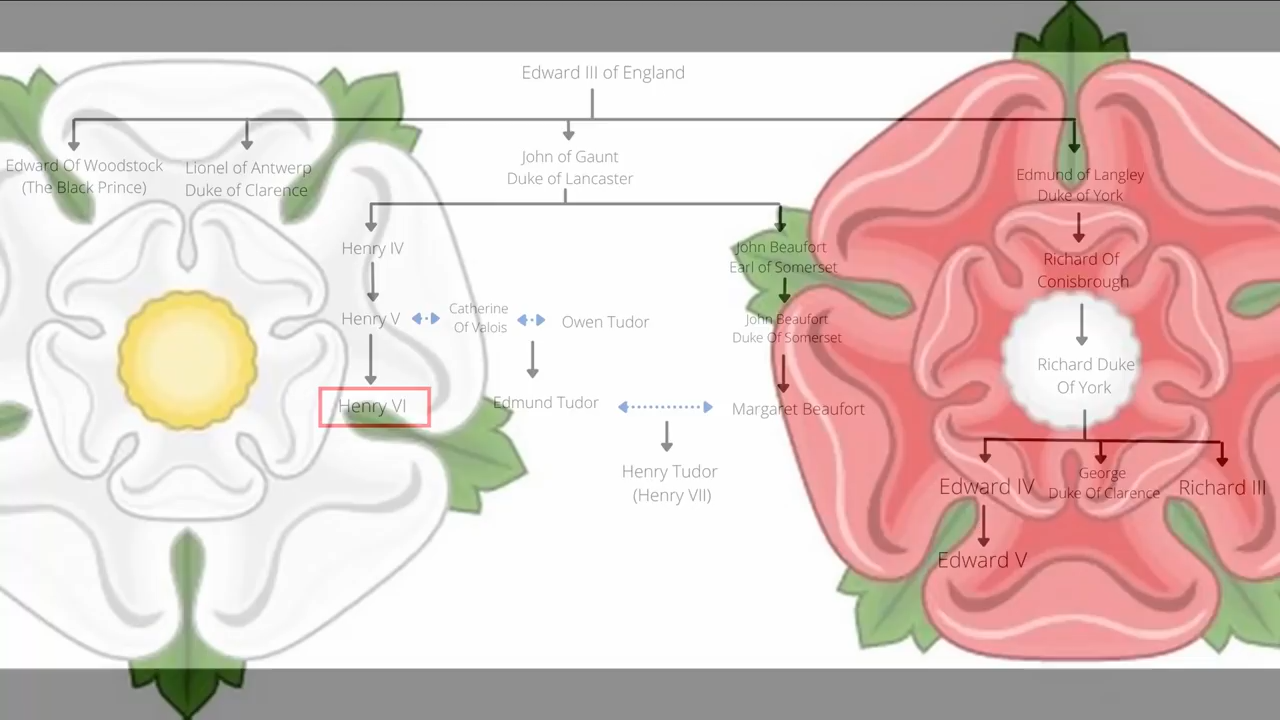 Edward III of England
Edward Of Woodstock
(The Black Prince)
Lionel of Antwerp
Duke of Clarence
John of Gaunt
Duke of Lancaster
Edmund of Langley
Duke of York
Henry IV
John Beaufort
Earl of Somerset
Richard Of
Conisbrough
Henry V
Catherine
Of Valois
Owen Tudor
John Beaufort
Duke Of Somerset
Richard Duke
Of York
Henry VI
Edmund Tudor
Margaret Beaufort
Henry Tudor
(Henry VII)
Edward IV
George
Duke Of Clarence
Richard III
Edward V